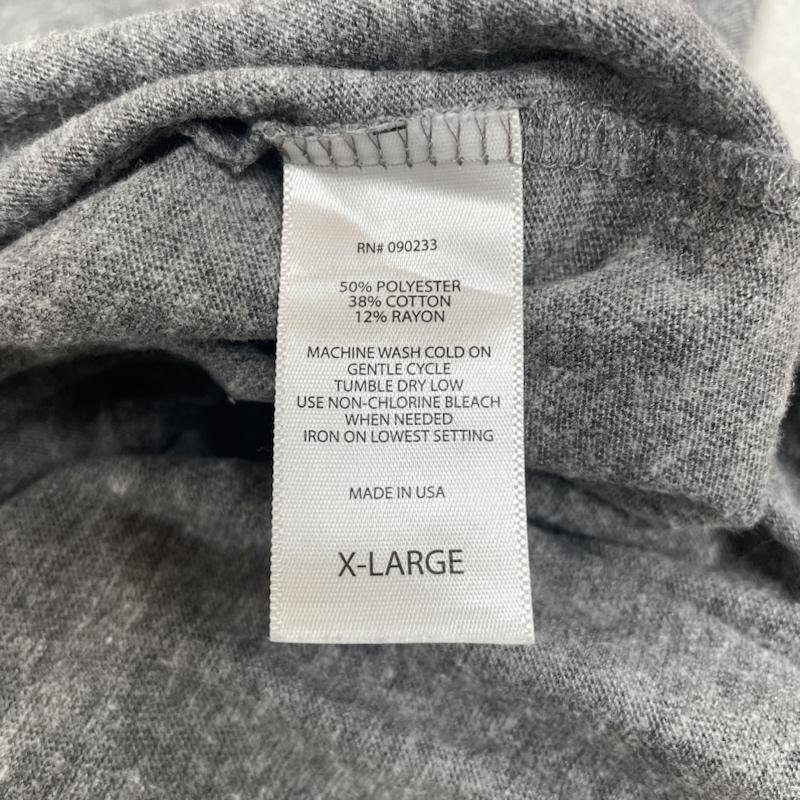 RN# 090233
50% POLYESTER
38% COTTON
12% RAYON
MACHINE WASH COLD ON
GENTLE CYCLE
TUMBLE DRY LOW
USE NON-CHLORINE BLEACH
WHEN NEEDED
IRON ON LOWEST SETTING
MADE IN USA
X-LARGE